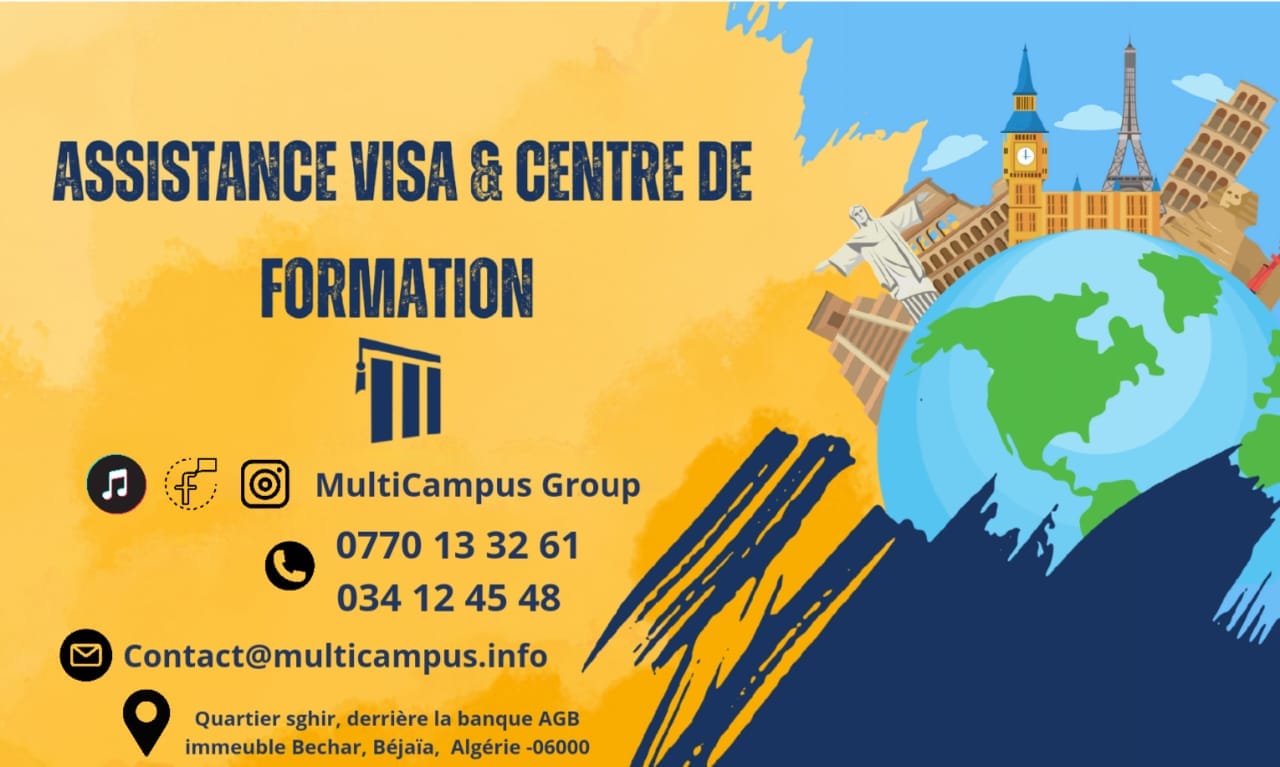 ASSISTANCE VISA & CENTRE DE
FORMATION
MultiCampus Group
0770 13 32 61
034 12 45 48
Contact@multicampus.info
Quartier sghir, derrière la banque AGB
immeuble Bechar, Béjaïa, Algérie -06000